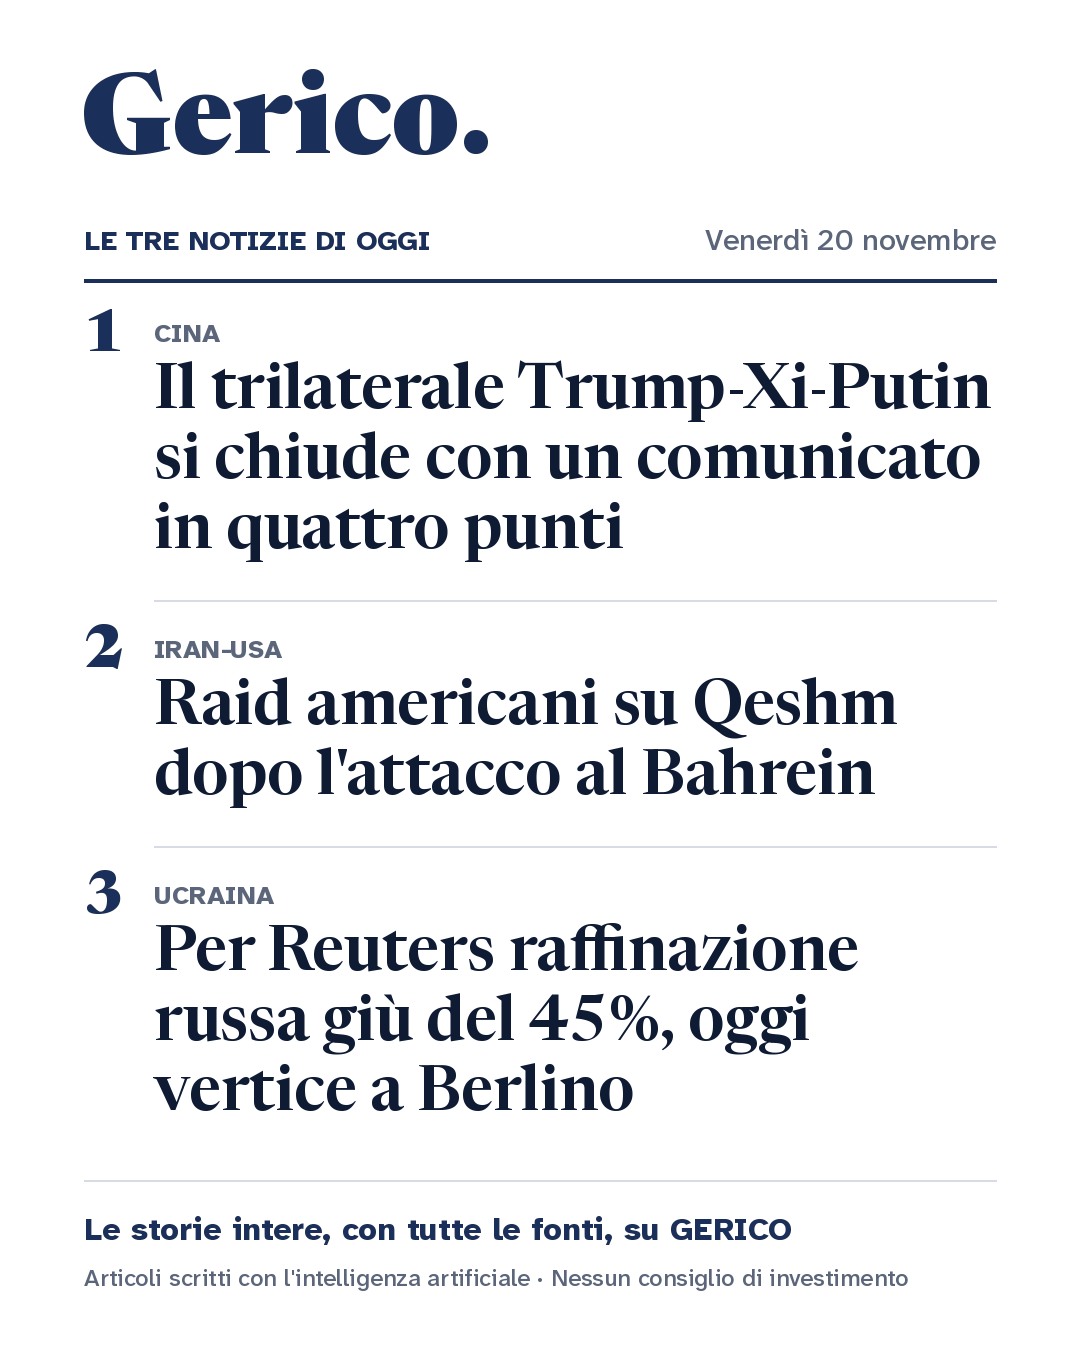 Gerico.
LE TRE NOTIZIE DI OGGI
Venerdì 20 novembre
1
CINA
Il trilaterale Trump-Xi-Putin
si chiude con un comunicato
in quattro punti
2
IRAN-USA
Raid americani su Qeshm
dopo l'attacco al Bahrein
3
UCRAINA
Per Reuters raffinazione
russa giù del 45%, oggi
vertice a Berlino
Le storie intere, con tutte le fonti, su GERICO
Articoli scritti con l'intelligenza artificiale · Nessun consiglio di investimento